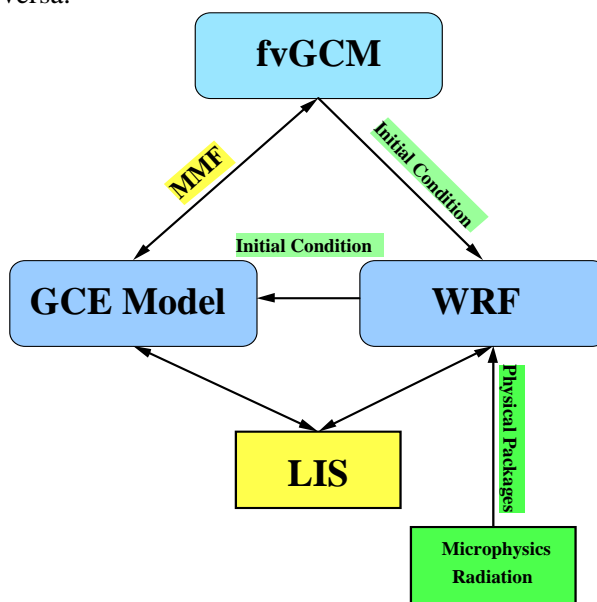 versa.
fvGCM
MMF
Initial Condition
Initial Condition
GCE Model
WRF
Physical Packages
LIS
Microphysics
Radiation